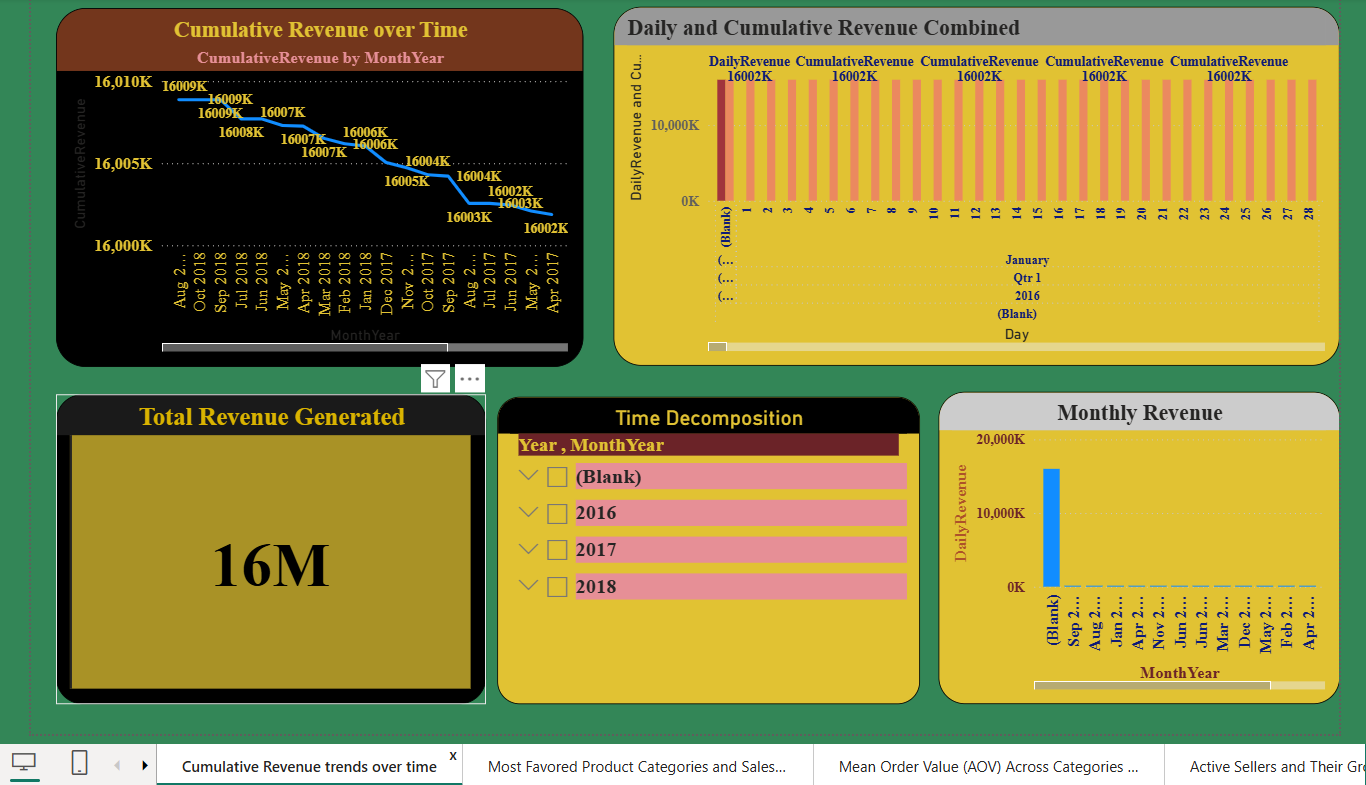 Cumulative Revenue over Time
CumulativeRevenue by MonthYear
CumulativeRevenue
16,010K
16,005K
16,000K
16009K
16009K
16009K
16008K
16007K
16007K
16007K
16006K
16006K
16005K
16004K
16004K
16003K
16002K
16003K
16002K
Aug 2...
Oct 2018
Sep 2018
Jul 2018
Jun 2018
May 2...
Apr 2018
Mar 2018
Feb 2018
Jan 2018
Dec 2017
Nov 2...
Oct 2017
Sep 2017
Aug 2...
Jul 2017
Jun 2017
May 2...
Apr 2017
MonthYear
Daily and Cumulative Revenue Combined
DailyRevenue and Cu...
DailyRevenue CumulativeRevenue CumulativeRevenue CumulativeRevenue CumulativeRevenue
16002K 16002K 16002K 16002K 16002K
10,000K
0K
(Blank) 1 2 3 4 5 6 7 8 9 10 11 12 13 14 15 16 17 18 19 20 21 22 23 24 25 26 27 28
(... January
(... Qtr 1
(... 2016
(Blank)
Day
Total Revenue Generated
16M
Time Decomposition
Year , MonthYear
(Blank)
2016
2017
2018
Monthly Revenue
DailyRevenue
20,000K
10,000K
0K
(Blank)
Sep 2...
Aug 2...
Jan 2...
Apr 2...
Nov 2...
Jun 2...
Jun 2...
Mar 2...
Dec 2...
May 2...
Feb 2...
Apr 2...
MonthYear
Cumulative Revenue trends over time x
Most Favored Product Categories and Sales...
Mean Order Value (AOV) Across Categories ...
Active Sellers and Their Gr